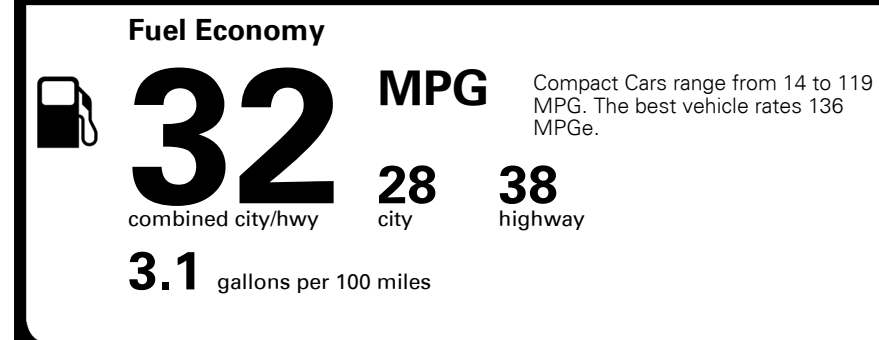 Fuel Economy
32 MPG
Compact Cars range from 14 to 119
MPG. The best vehicle rates 136
MPGe.
combined city/hwy
28
city
38
highway
3.1 gallons per 100 miles